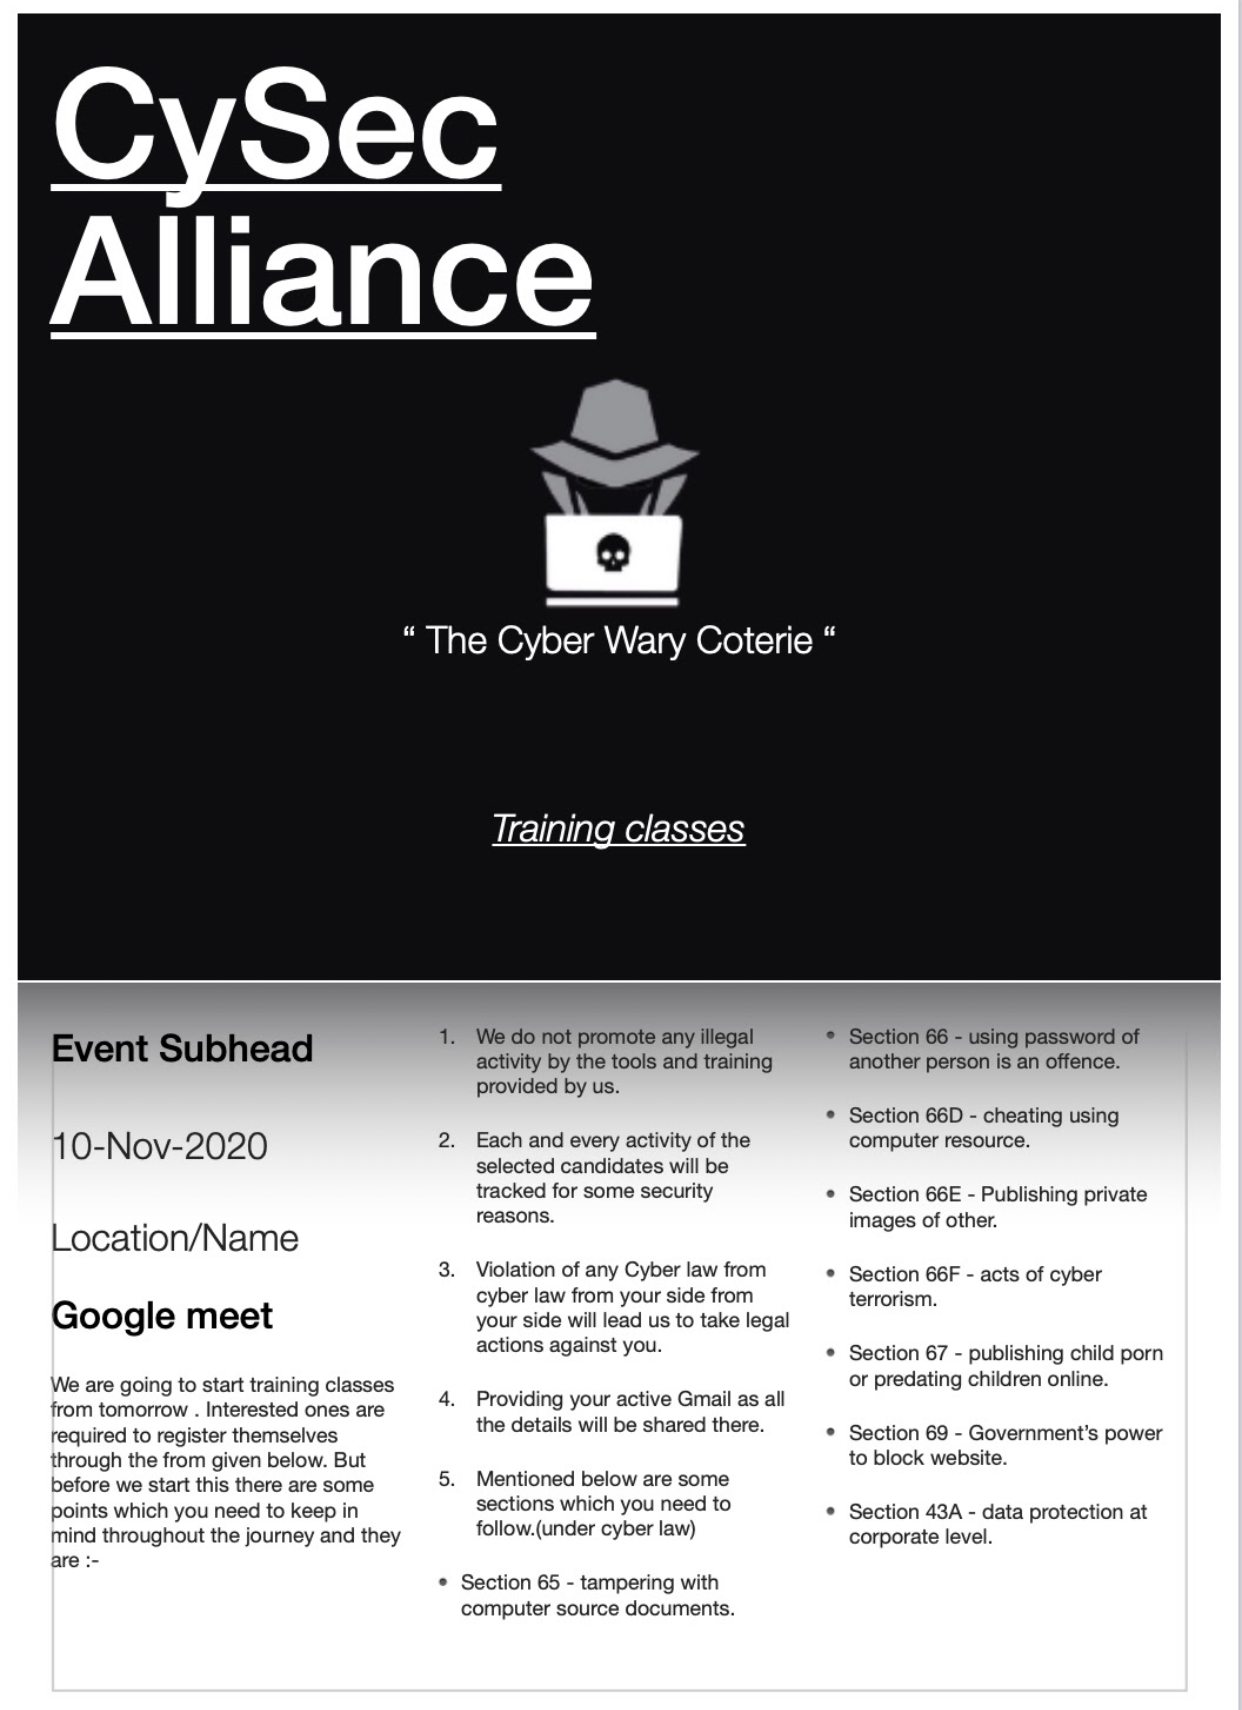 CySec
Alliance
“ The Cyber Wary Coterie “
Training classes
Event Subhead
10-Nov-2020
Location/Name
Google meet
We are going to start training classes
from tomorrow . Interested ones are
required to register themselves
through the from given below. But
before we start this there are some
points which you need to keep in
mind throughout the journey and they
are :-
1. We do not promote any illegal
activity by the tools and training
provided by us.
2. Each and every activity of the
selected candidates will be
tracked for some security
reasons.
3. Violation of any Cyber law from
cyber law from your side from
your side will lead us to take legal
actions against you.
4. Providing your active Gmail as all
the details will be shared there.
5. Mentioned below are some
sections which you need to
follow.(under cyber law)
• Section 65 - tampering with
computer source documents.
• Section 66 - using password of
another person is an offence.
• Section 66D - cheating using
computer resource.
• Section 66E - Publishing private
images of other.
• Section 66F - acts of cyber
terrorism.
• Section 67 - publishing child porn
or predating children online.
• Section 69 - Government’s power
to block website.
• Section 43A - data protection at
corporate level.